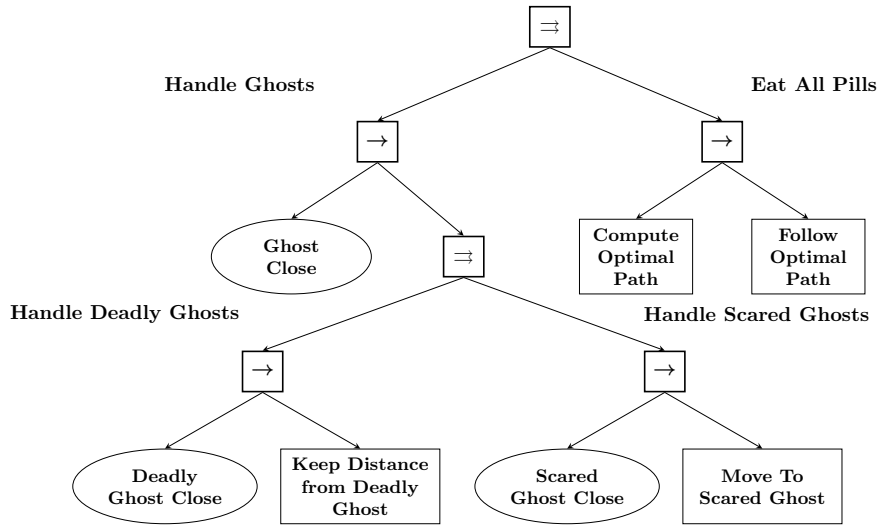 ⇉
Handle Ghosts
Eat All Pills
→
→
Ghost
Close
⇉
Compute
Optimal
Path
Follow
Optimal
Path
Handle Deadly Ghosts
Handle Scared Ghosts
→
→
Deadly
Ghost Close
Keep Distance
from Deadly
Ghost
Scared
Ghost Close
Move To
Scared Ghost